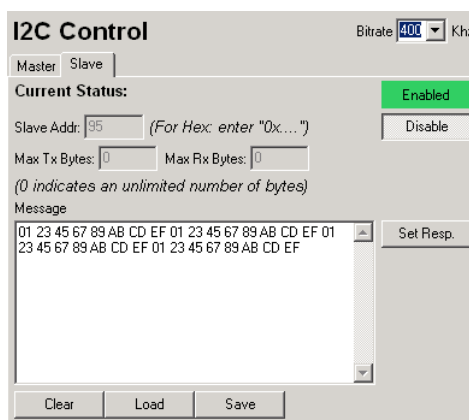 I2C Control
Bitrate 400 Khz
Master Slave
Current Status:
Enabled
Slave Addr: 95 (For Hex: enter "0x....")
Disable
Max Tx Bytes: 0 Max Rx Bytes: 0
(0 indicates an unlimited number of bytes)
Message
01 23 45 67 89 AB CD EF 01 23 45 67 89 AB CD EF 01
23 45 67 89 AB CD EF 01 23 45 67 89 AB CD EF
Set Resp.
Clear Load Save